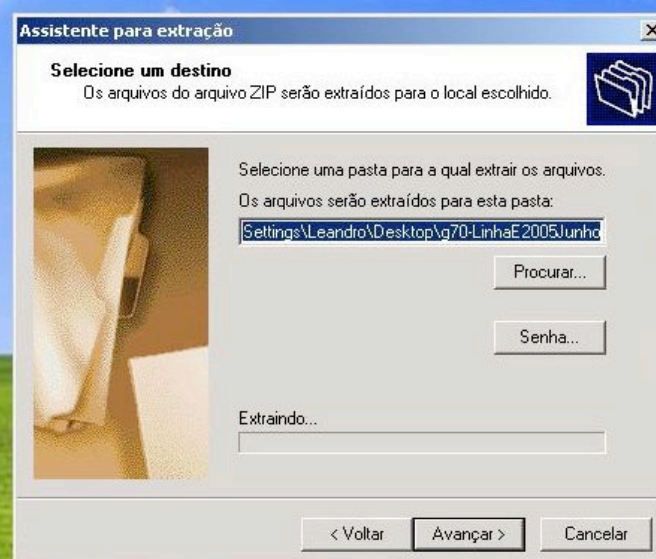 Assistente para extração
Selecione um destino
Os arquivos do arquivo ZIP serão extraídos para o local escolhido.
Selecione uma pasta para a qual extrair os arquivos.
Os arquivos serão extraídos para esta pasta:
Settings\Leandro\Desktop\g70-LinhaE2005Junho
Procurar...
Senha...
Extraindo...
< Voltar
Avançar >
Cancelar